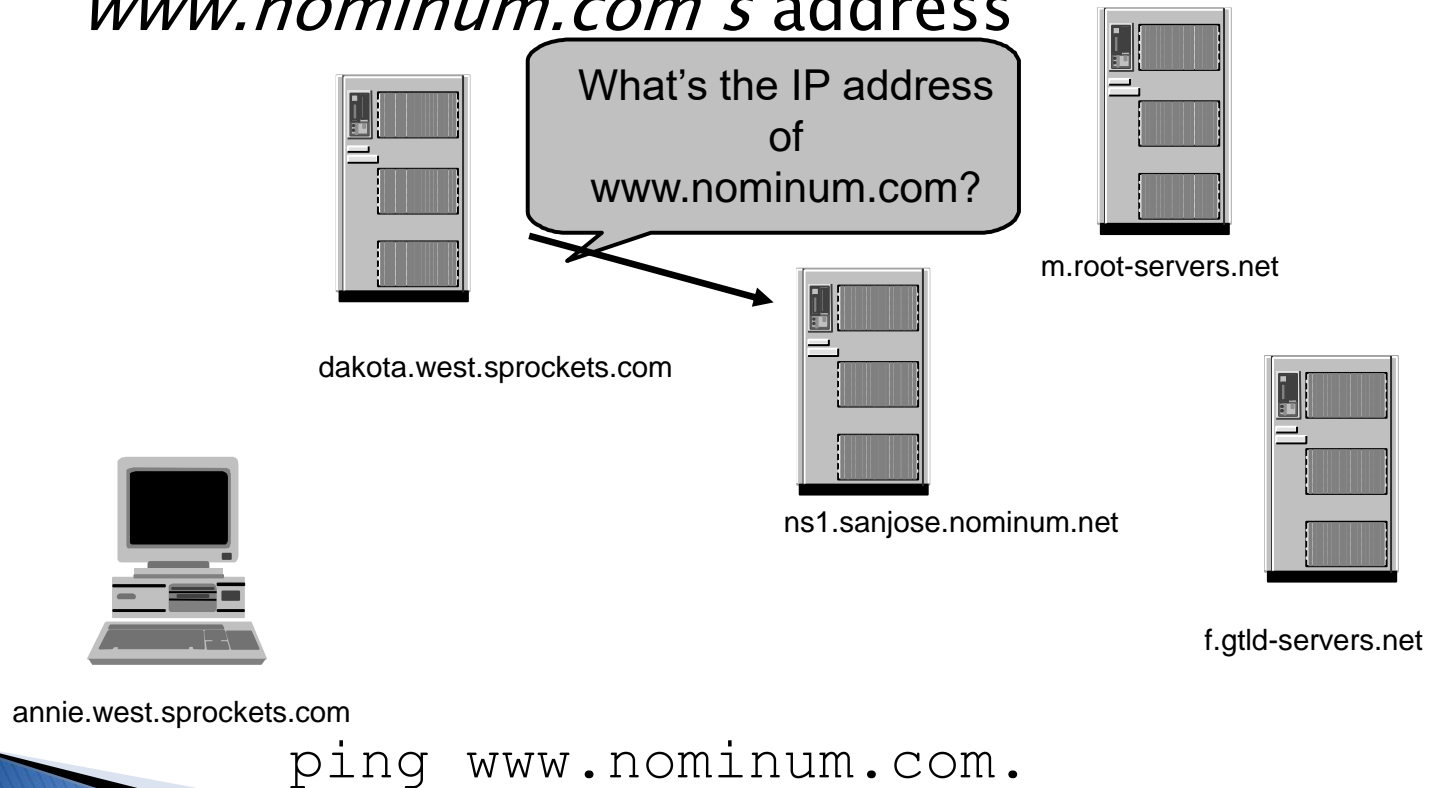 www.nominum.com's address
What's the IP address
of
www.nominum.com?
m.root-servers.net
dakota.west.sprockets.com
ns1.sanjose.nominum.net
f.gtld-servers.net
annie.west.sprockets.com
ping www.nominum.com.